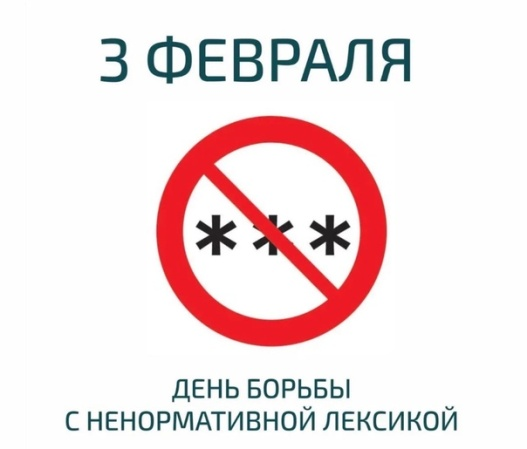 3 ФЕВРАЛЯ
***
ДЕНЬ БОРЬБЫ
С НЕНОРМАТИВНОЙ ЛЕКСИКОЙ